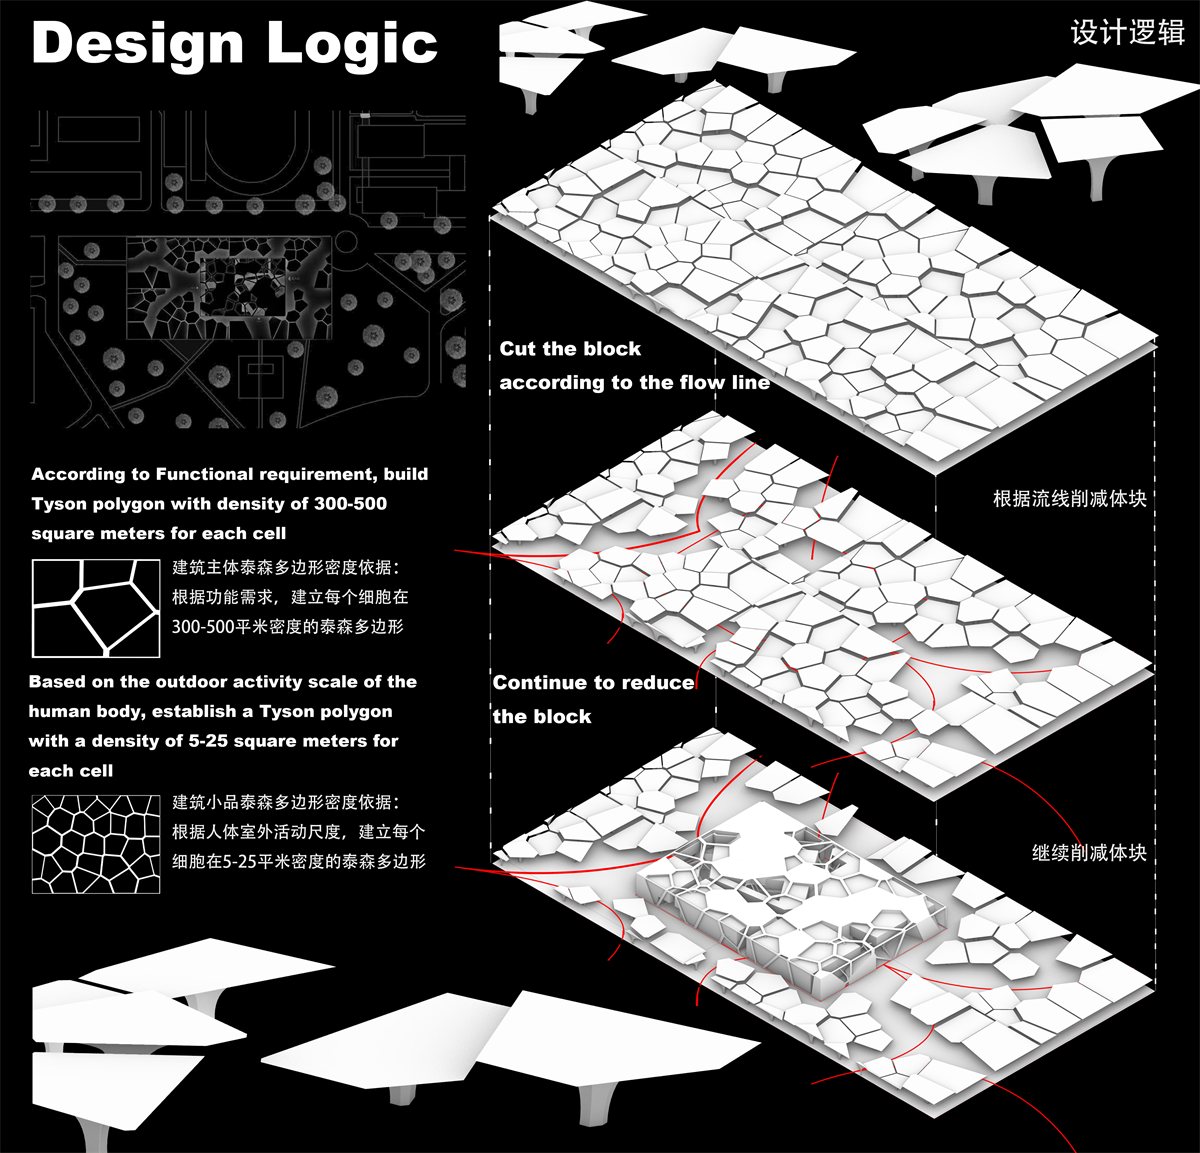 Design Logic
设计逻辑
Cut the block
according to the flow line
According to Functional requirement, build
Tyson polygon with density of 300-500
square meters for each cell
根据流线削减体块
建筑主体泰森多边形密度依据：
根据功能需求，建立每个细胞在
300-500平米密度的泰森多边形
Based on the outdoor activity scale of the
human body, establish a Tyson polygon
with a density of 5-25 square meters for
each cell
Continue to reduce
the block
建筑小品泰森多边形密度依据：
根据人体室外活动尺度，建立每个
细胞在5-25平米密度的泰森多边形
继续削减体块